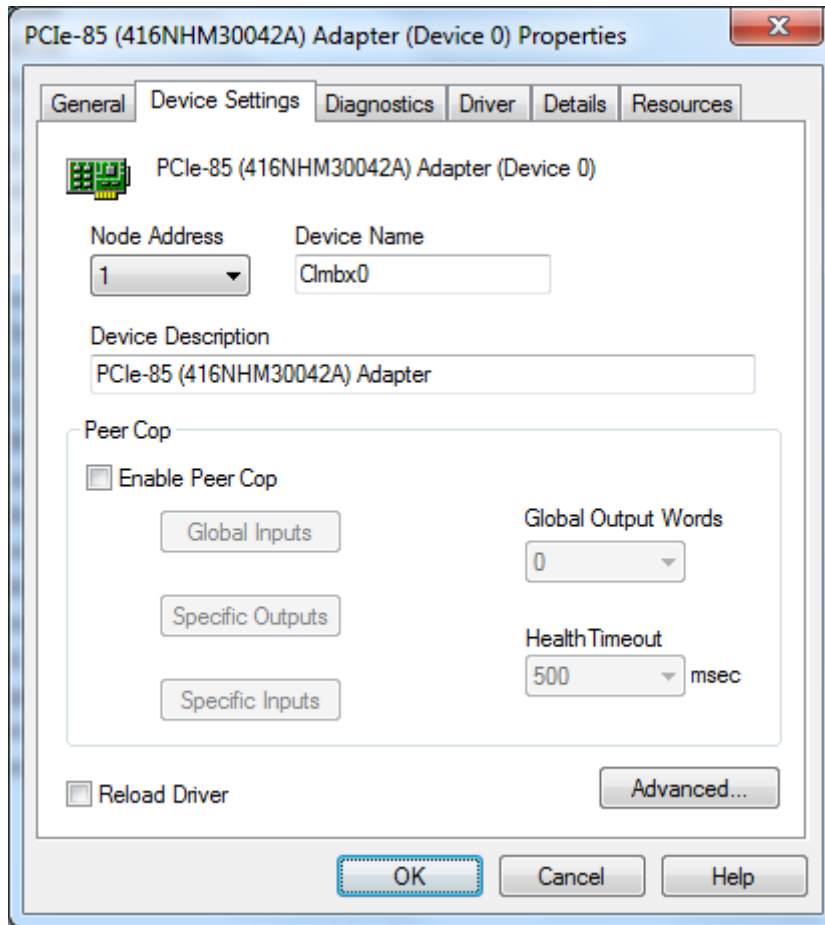 PCIe-85 (416NHM30042A) Adapter (Device 0) Properties
General Device Settings Diagnostics Driver Details Resources
PCIe-85 (416NHM30042A) Adapter (Device 0)
Node Address Device Name
1 Clmbx0
Device Description
PCIe-85 (416NHM30042A) Adapter
Peer Cop
Enable Peer Cop
Global Inputs Global Output Words
0
Specific Outputs
Health Timeout
500 msec
Specific Inputs
Reload Driver Advanced...
OK Cancel Help